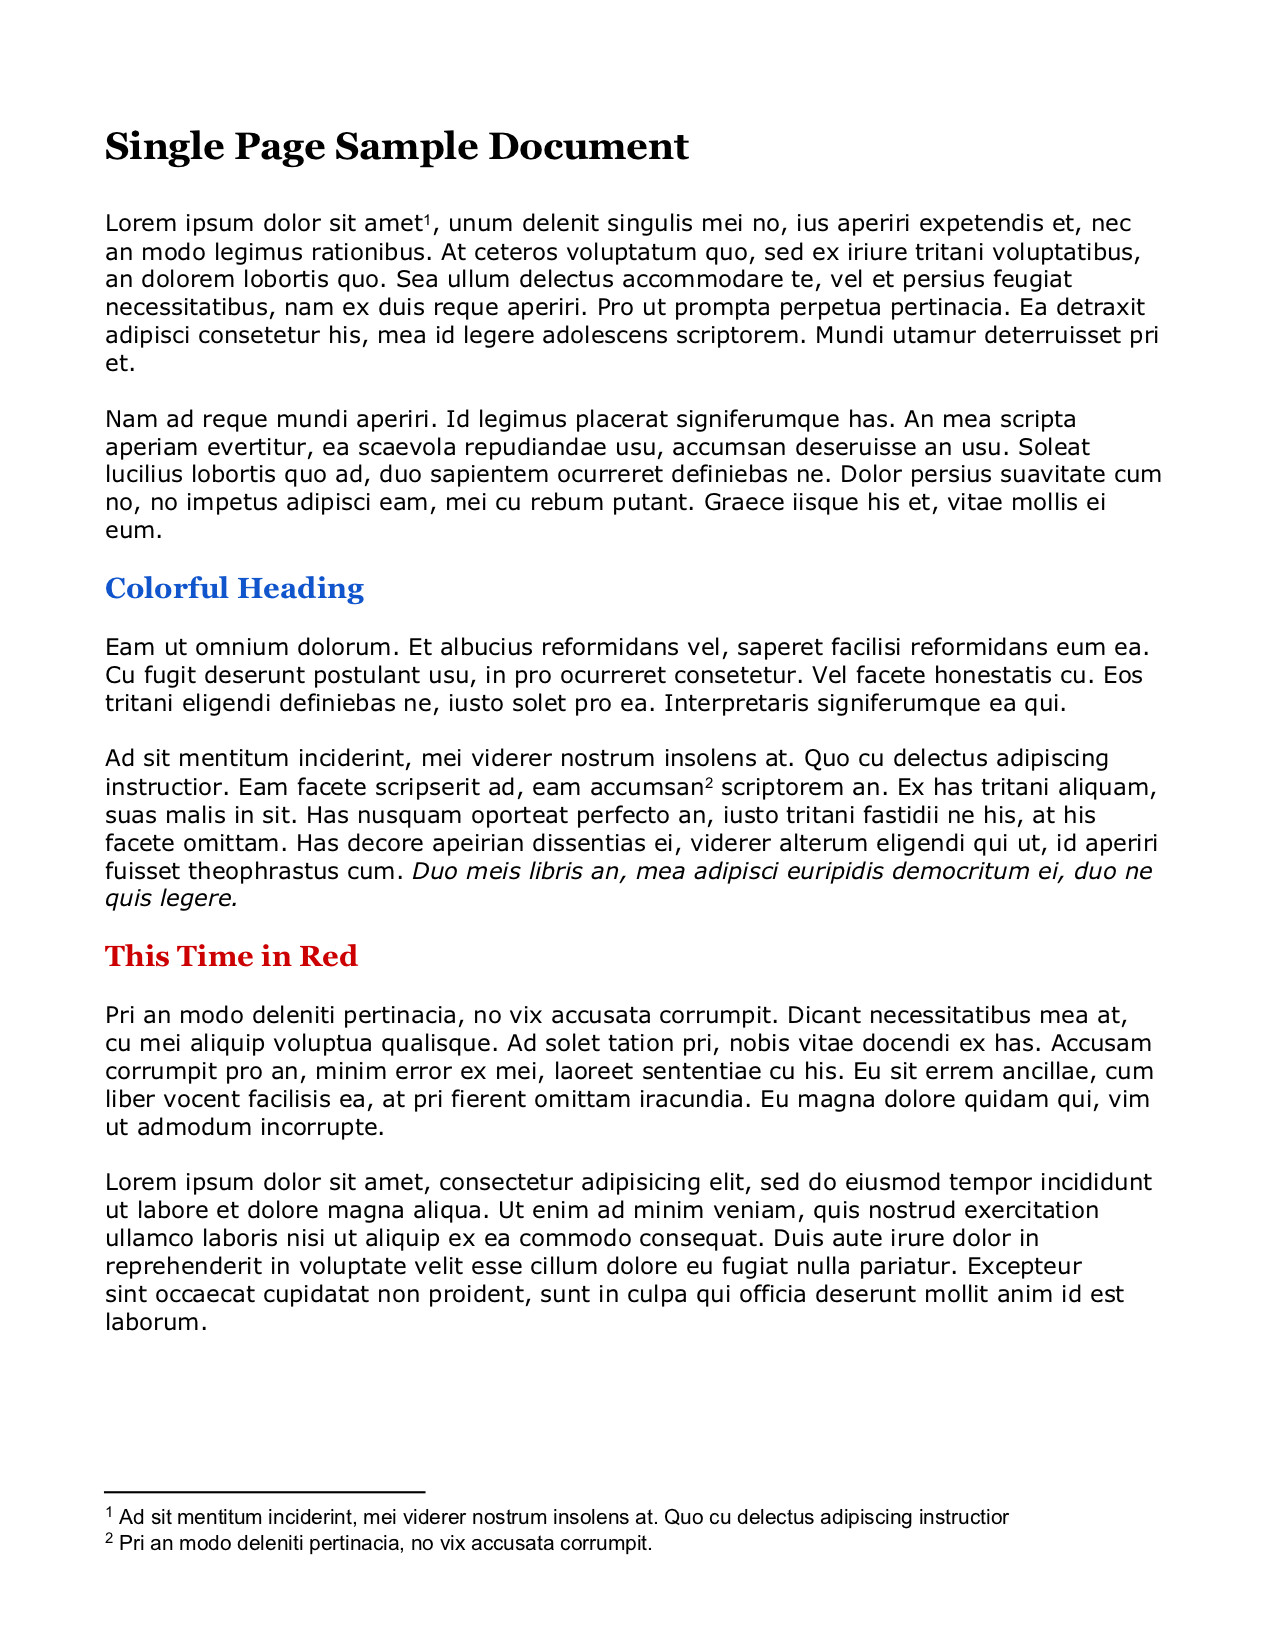 Single Page Sample Document
Lorem ipsum dolor sit amet¹, unum delenit singulis mei no, ius aperiri expetendis et, nec
an modo legimus rationibus. At ceteros voluptatum quo, sed ex iriure tritani voluptatibus,
an dolorem lobortis quo. Sea ullum delectus accommodare te, vel et persius feugiat
necessitatibus, nam ex duis reque aperiri. Pro ut prompta perpetua pertinacia. Ea detraxit
adipisci consetetur his, mea id legere adolescens scriptorem. Mundi utamur deterruisset pri
et.
Nam ad reque mundi aperiri. Id legimus placerat signiferumque has. An mea scripta
aperiam evertitur, ea scaevola repudiandae usu, accumsan deseruisse an usu. Soleat
lucilius lobortis quo ad, duo sapientem ocurreret definiebas ne. Dolor persius suavitate cum
no, no impetus adipisci eam, mei cu rebum putant. Graece iisque his et, vitae mollis ei
eum.
Colorful Heading
Eam ut omnium dolorum. Et albucius reformidans vel, saperet facilisi reformidans eum ea.
Cu fugit deserunt postulant usu, in pro ocurreret consetetur. Vel facete honestatis cu. Eos
tritani eligendi definiebas ne, iusto solet pro ea. Interpretaris signiferumque ea qui.
Ad sit mentitum inciderint, mei viderer nostrum insolens at. Quo cu delectus adipiscing
instructior. Eam facete scripserit ad, eam accumsan² scriptorem an. Ex has tritani aliquam,
suas malis in sit. Has nusquam oporteat perfecto an, iusto tritani fastidii ne his, at his
facete omittam. Has decore apeirian dissentias ei, viderer alterum eligendi qui ut, id aperiri
fuisset theophrastus cum. Duo meis libris an, mea adipisci euripidis democritum ei, duo ne
quis legere.
This Time in Red
Pri an modo deleniti pertinacia, no vix accusata corrumpit. Dicant necessitatibus mea at,
cu mei aliquip voluptua qualisque. Ad solet tation pri, nobis vitae docendi ex has. Accusam
corrumpit pro an, minim error ex mei, laoreet sententiae cu his. Eu sit errem ancillae, cum
liber vocent facilisis ea, at pri fierent omittam iracundia. Eu magna dolore quidam qui, vim
ut admodum incorrupte.
Lorem ipsum dolor sit amet, consectetur adipisicing elit, sed do eiusmod tempor incididunt
ut labore et dolore magna aliqua. Ut enim ad minim veniam, quis nostrud exercitation
ullamco laboris nisi ut aliquip ex ea commodo consequat. Duis aute irure dolor in
reprehenderit in voluptate velit esse cillum dolore eu fugiat nulla pariatur. Excepteur
sint occaecat cupidatat non proident, sunt in culpa qui officia deserunt mollit anim id est
laborum.
¹ Ad sit mentitum inciderint, mei viderer nostrum insolens at. Quo cu delectus adipiscing instructior
² Pri an modo deleniti pertinacia, no vix accusata corrumpit.